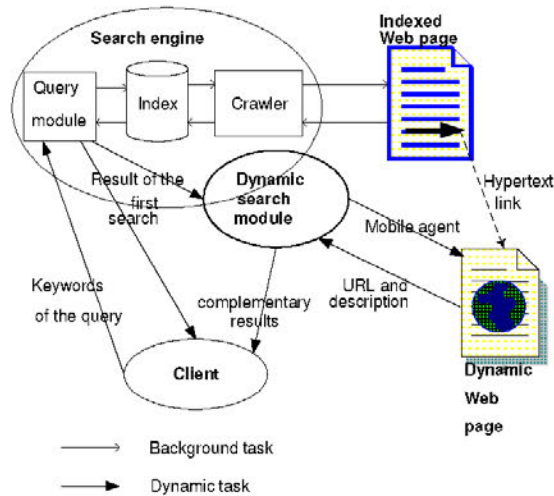 Search engine
Indexed
Web page
Query
module
Index
Crawler
Result of the
first
search
Dynamic
search
module
Hypertext
link
Mobile agent
Keywords
of the query
URL and
description
complementary
results
Client
Dynamic
Web
page
Background task
Dynamic task